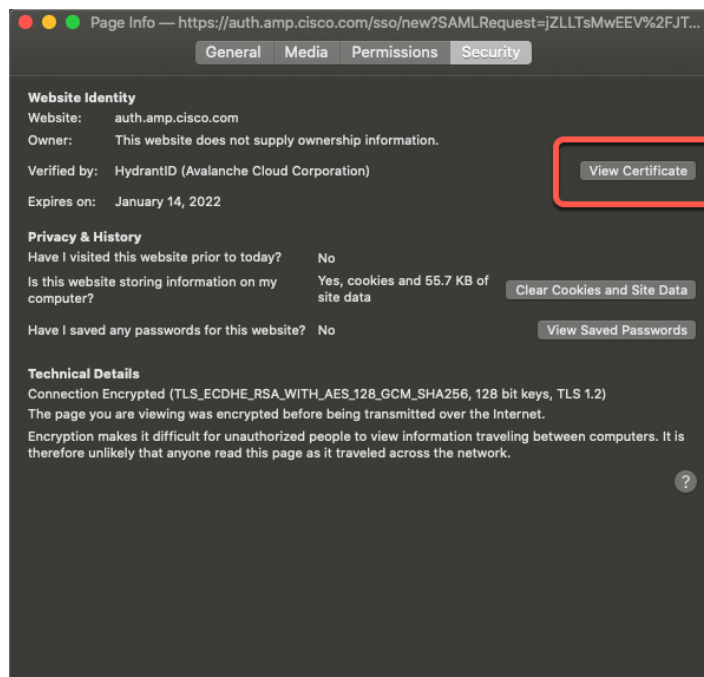 Page Info — https://auth.amp.cisco.com/sso/new?SAMLRequest=jZLLTsMwEEV%2FJT...
General Media Permissions Security
Website Identity
Website: auth.amp.cisco.com
Owner: This website does not supply ownership information.
Verified by: HydrantID (Avalanche Cloud Corporation)
View Certificate
Expires on: January 14, 2022
Privacy & History
Have I visited this website prior to today? No
Is this website storing information on my
computer?
Yes, cookies and 55.7 KB of
site data
Clear Cookies and Site Data
Have I saved any passwords for this website? No
View Saved Passwords
Technical Details
Connection Encrypted (TLS_ECDHE_RSA_WITH_AES_128_GCM_SHA256, 128 bit keys, TLS 1.2)
The page you are viewing was encrypted before being transmitted over the Internet.
Encryption makes it difficult for unauthorized people to view information traveling between computers. It is
therefore unlikely that anyone read this page as it traveled across the network.
?